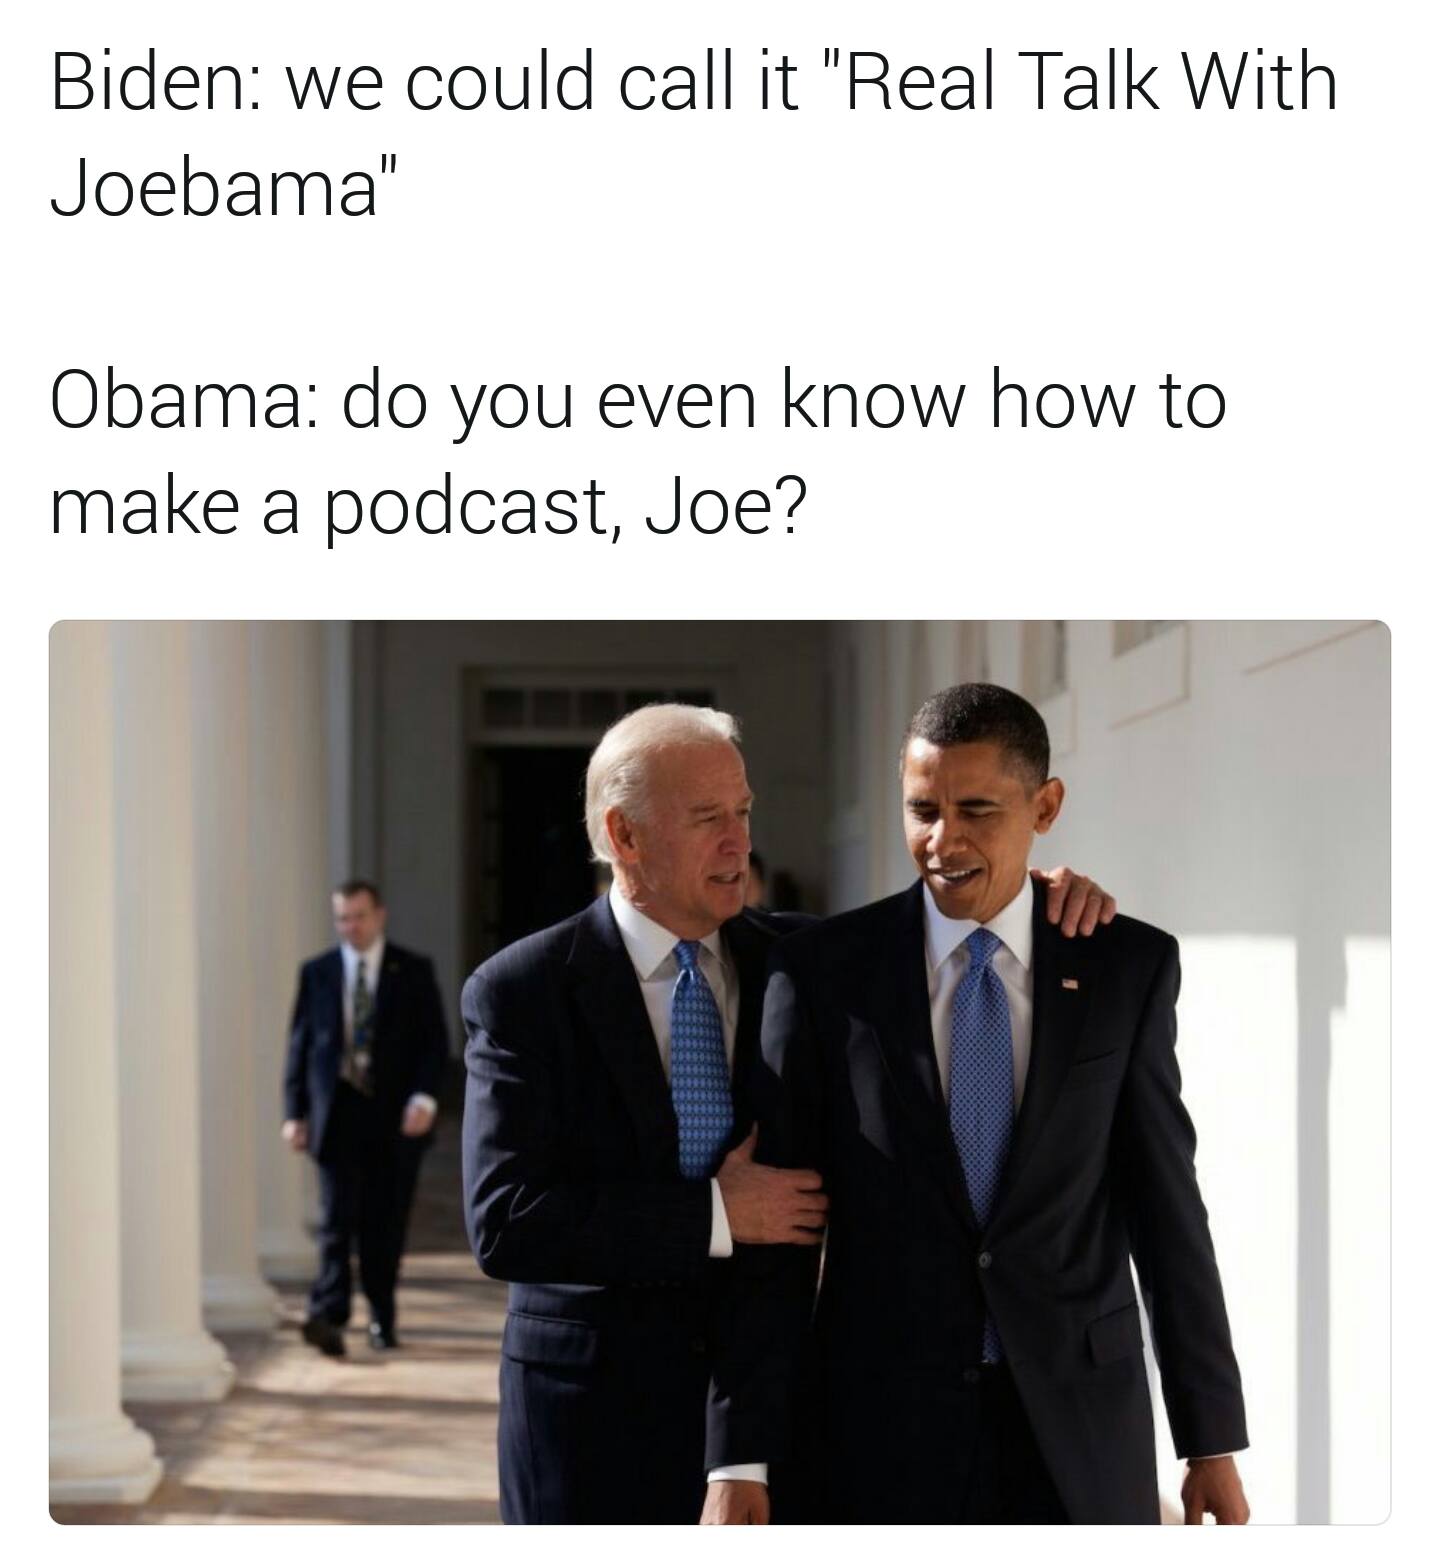 Biden: we could call it "Real Talk With
Joebama"
Obama: do you even know how to
make a podcast, Joe?